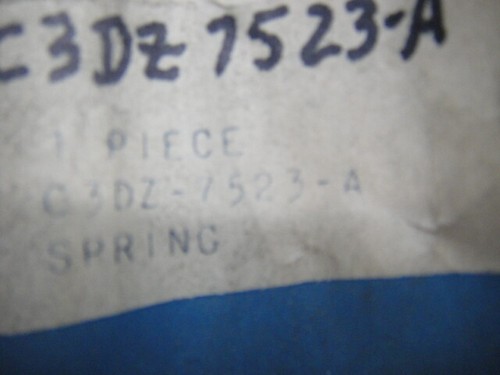 C3DZ 7523-A
1 PIECE
C3DZ-7523-A
SPRING